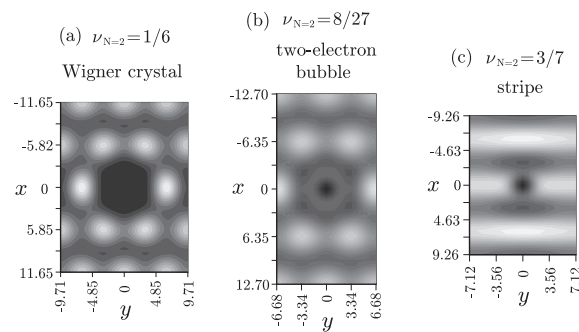 (a) ν_{N=2}=1/6
Wigner crystal
-11.65
-5.82
x 0
5.85
11.65
-9.71 -4.85 0 4.85 9.71
y
(b) ν_{N=2}=8/27
two-electron
bubble
-12.70
-6.35
x 0
6.35
12.70
-6.68 -3.34 0 3.34 6.68
y
(c) ν_{N=2}=3/7
stripe
-9.26
-4.63
x 0
4.63
9.26
-7.12 -3.56 0 3.56 7.12
y